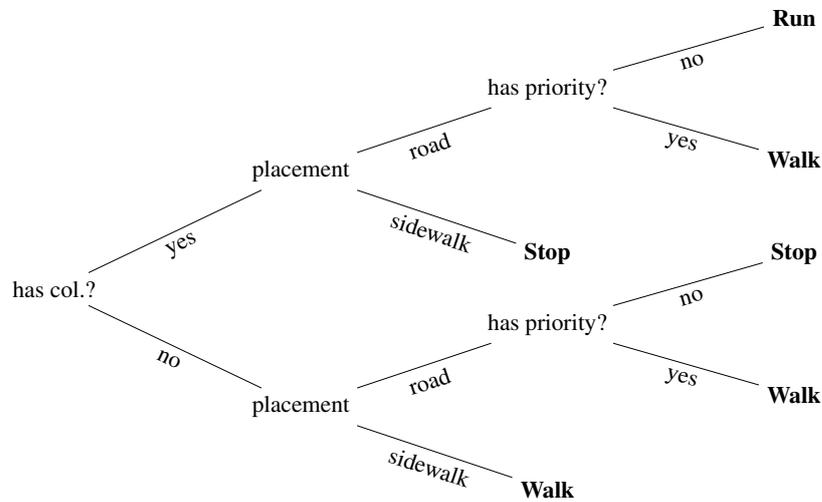 Run
no
has priority?
road
yes
placement
Walk
sidewalk
yes
Stop
Stop
has col.?
no
has priority?
no
road
yes
placement
Walk
sidewalk
Walk